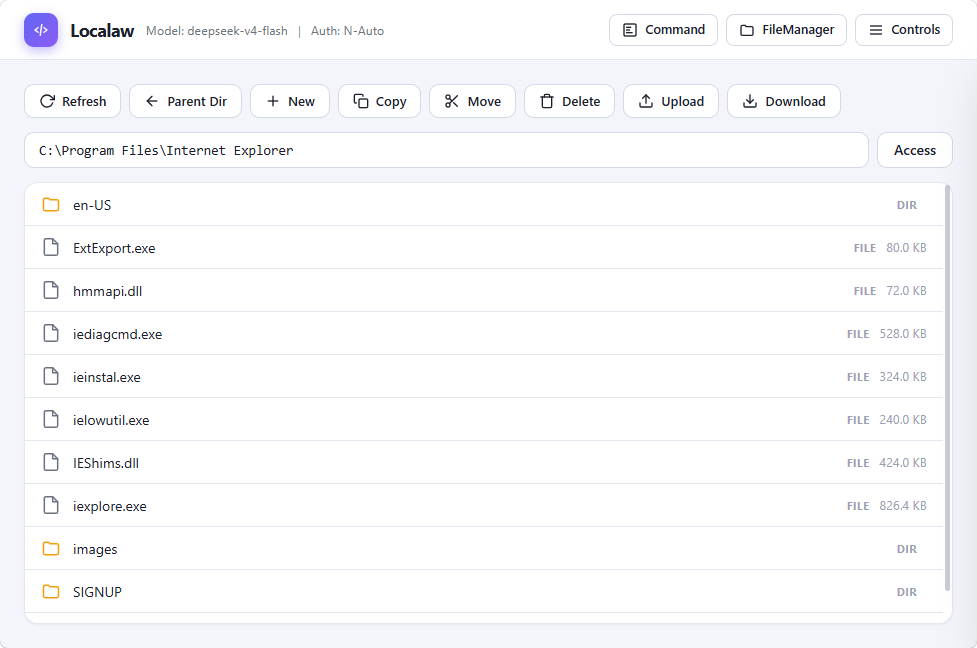 </> Localaw Model: deepseek-v4-flash | Auth: N-Auto Command FileManager Controls
Refresh Parent Dir New Copy Move Delete Upload Download
C:\Program Files\Internet Explorer Access
en-US DIR
ExtExport.exe FILE 80.0 KB
hmmapi.dll FILE 72.0 KB
iediagcmd.exe FILE 528.0 KB
ieinstal.exe FILE 324.0 KB
ielowutil.exe FILE 240.0 KB
IEShims.dll FILE 424.0 KB
iexplore.exe FILE 826.4 KB
images DIR
SIGNUP DIR